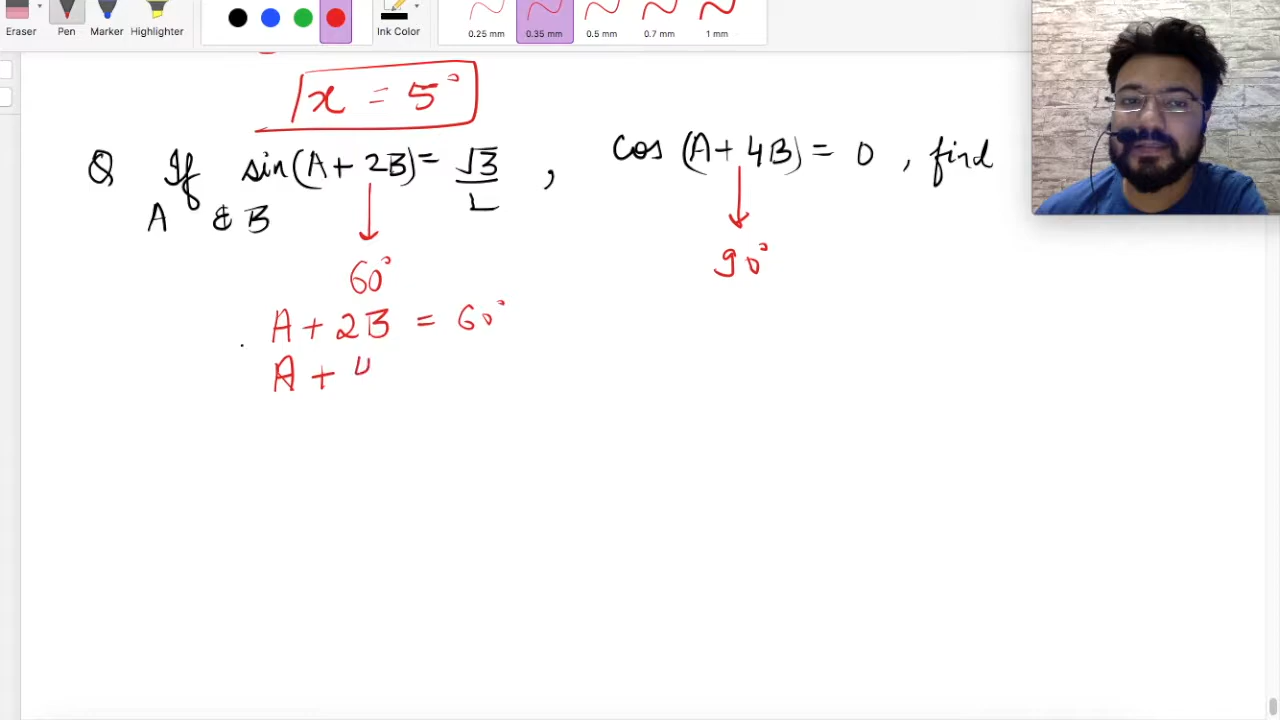 Eraser Pen Marker Highlighter Ink Color 0.25 mm 0.35 mm 0.5 mm 0.7 mm 1 mm
x = 5°
Q If sin(A + 2B) = √3/2 , cos (A + 4B) = 0 , find
A & B
60° 90°
A + 2B = 60°
A + 4